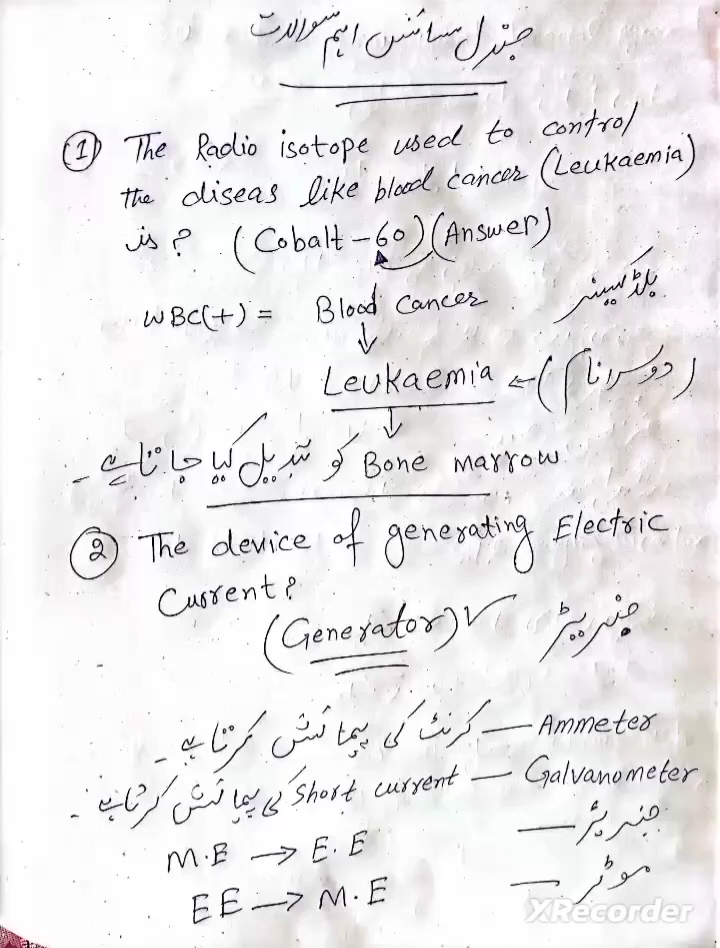 جنرل سائنس اہم سوالات
① The Radio isotope used to control
the diseas like blood cancer (Leukaemia)
is? (Cobalt-60) (Answer)
WBC(+) = Blood Cancer بلڈ کینسر
↓
Leukaemia ← (دوسرا نام)
↓
Bone marrow کو تبدیل کیا جاتا ہے۔
② The device of generating Electric
Current?
(Generator) ✓ جنریٹر
Ammeter — کرنٹ کی پیمائش کرتا ہے۔
Galvanometer — Short current کی پیمائش کرتا ہے۔
جنریٹر — M.E → E.E
موٹر — EE → M.E
XRecorder